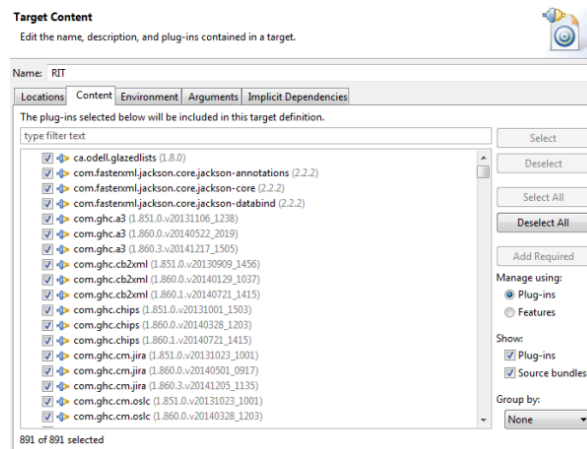 Target Content
Edit the name, description, and plug-ins contained in a target.
Name: RIT
Locations Content Environment Arguments Implicit Dependencies
The plug-ins selected below will be included in this target definition.
type filter text
ca.odell.glazedlists (1.8.0)
com.fasterxml.jackson.core.jackson-annotations (2.2.2)
com.fasterxml.jackson.core.jackson-core (2.2.2)
com.fasterxml.jackson.core.jackson-databind (2.2.2)
com.ghc.a3 (1.851.0.v20131106_1238)
com.ghc.a3 (1.860.0.v20140522_2019)
com.ghc.a3 (1.860.3.v20141217_1505)
com.ghc.cb2xml (1.851.0.v20130909_1456)
com.ghc.cb2xml (1.860.0.v20140129_1037)
com.ghc.cb2xml (1.860.1.v20140721_1415)
com.ghc.chips (1.851.0.v20131001_1503)
com.ghc.chips (1.860.0.v20140328_1203)
com.ghc.chips (1.860.1.v20140721_1415)
com.ghc.cm.jira (1.851.0.v20131023_1001)
com.ghc.cm.jira (1.860.0.v20140501_0917)
com.ghc.cm.jira (1.860.3.v20141205_1135)
com.ghc.cm.oslc (1.851.0.v20131023_1001)
com.ghc.cm.oslc (1.860.0.v20140328_1203)
891 of 891 selected
Select
Deselect
Select All
Deselect All
Add Required
Manage using:
Plug-ins
Features
Show:
Plug-ins
Source bundles
Group by:
None